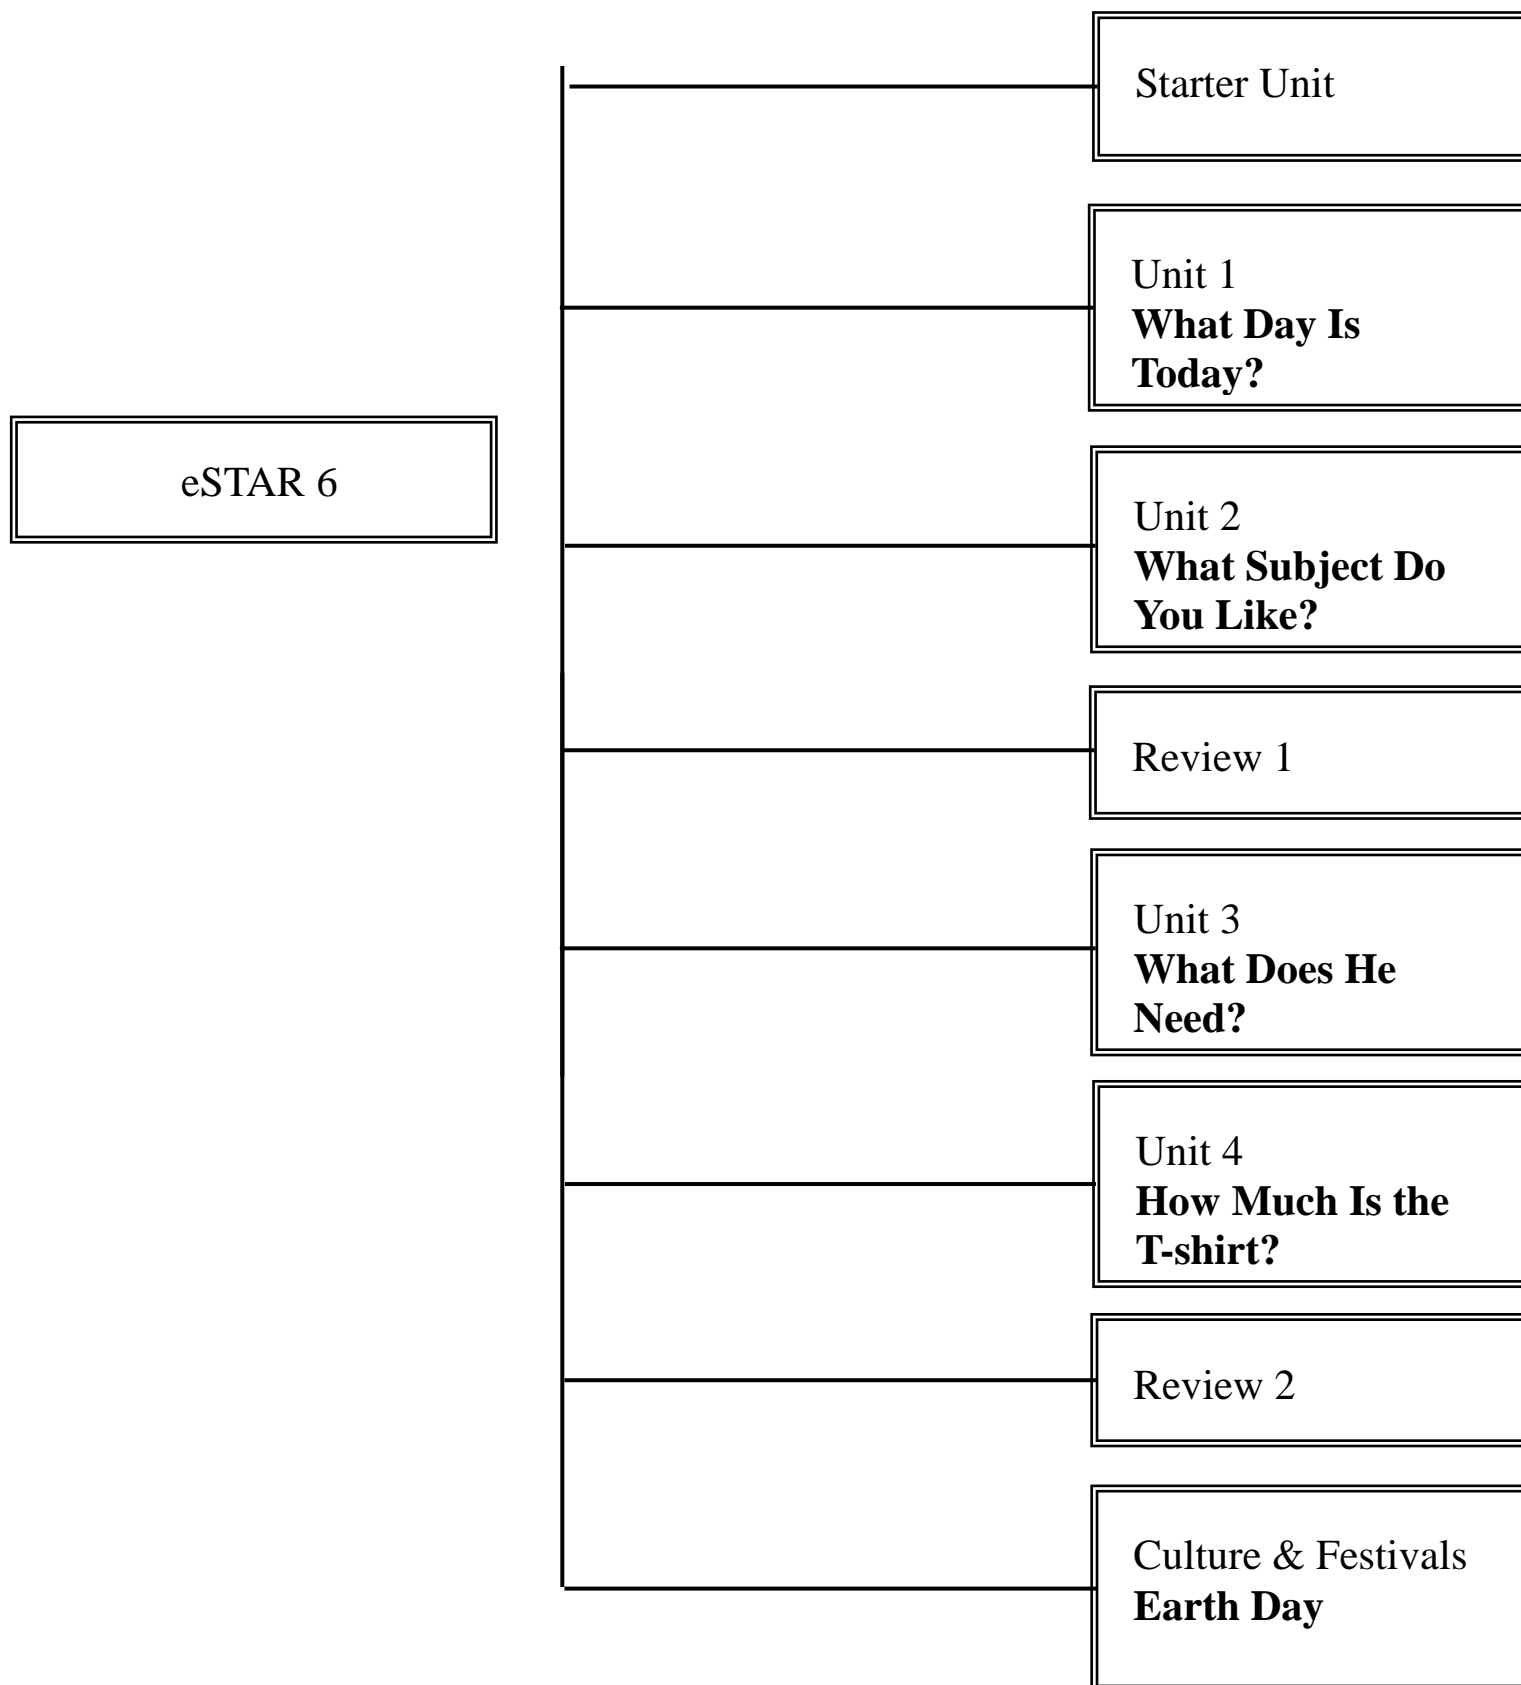 eSTAR 6
Starter Unit
Unit 1
What Day Is
Today?
Unit 2
What Subject Do
You Like?
Review 1
Unit 3
What Does He
Need?
Unit 4
How Much Is the
T-shirt?
Review 2
Culture & Festivals
Earth Day